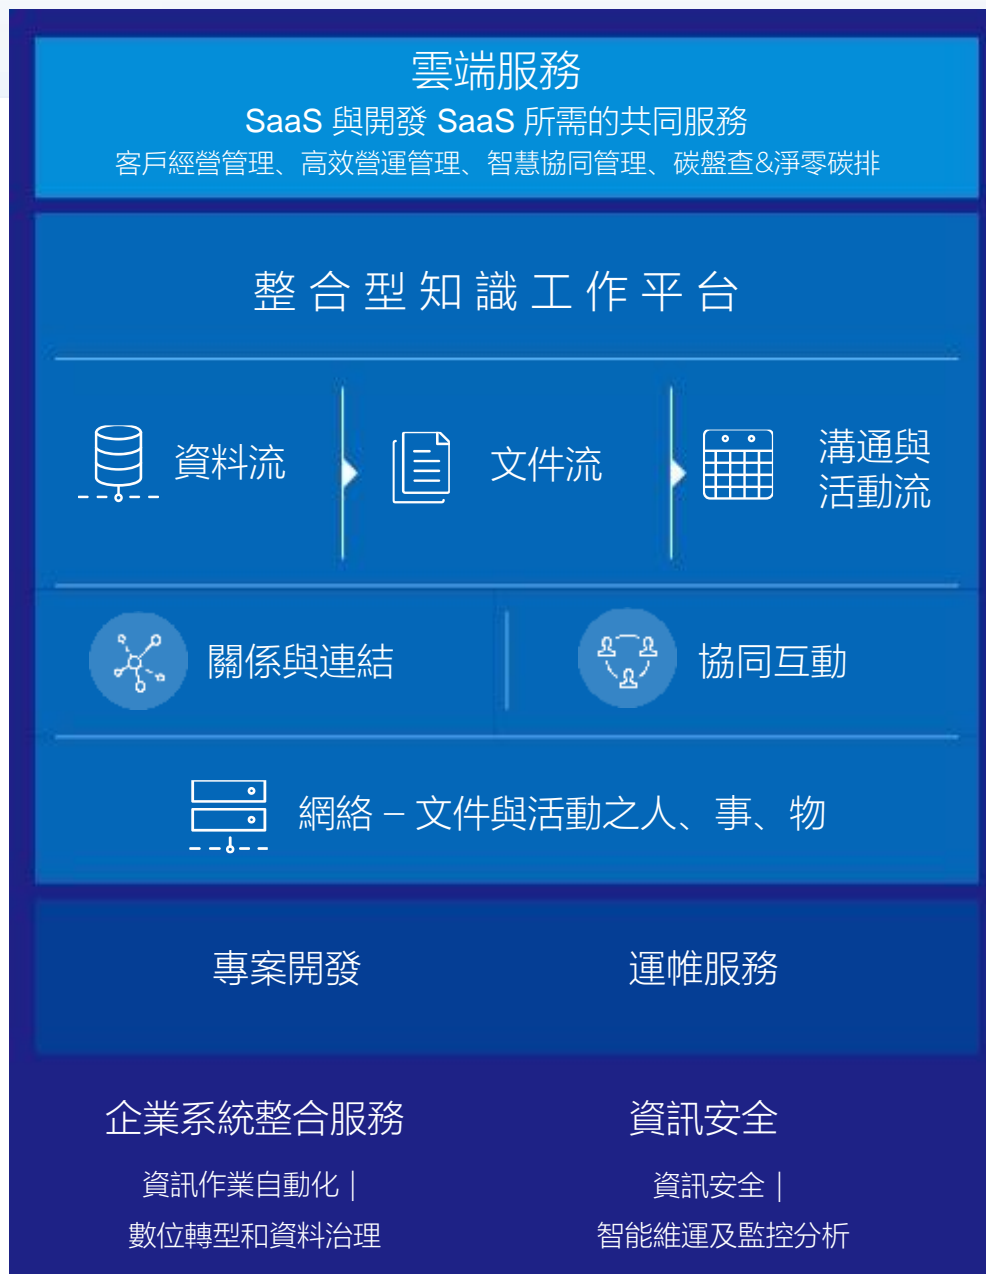 雲端服務
SaaS 與開發 SaaS 所需的共同服務
客戶經營管理、高效營運管理、智慧協同管理、碳盤查&淨零碳排
整合型知識工作平台
資料流
文件流
溝通與
活動流
關係與連結
協同互動
網絡 – 文件與活動之人、事、物
專案開發
運帷服務
企業系統整合服務
資訊作業自動化 |
數位轉型和資料治理
資訊安全
資訊安全 |
智能維運及監控分析